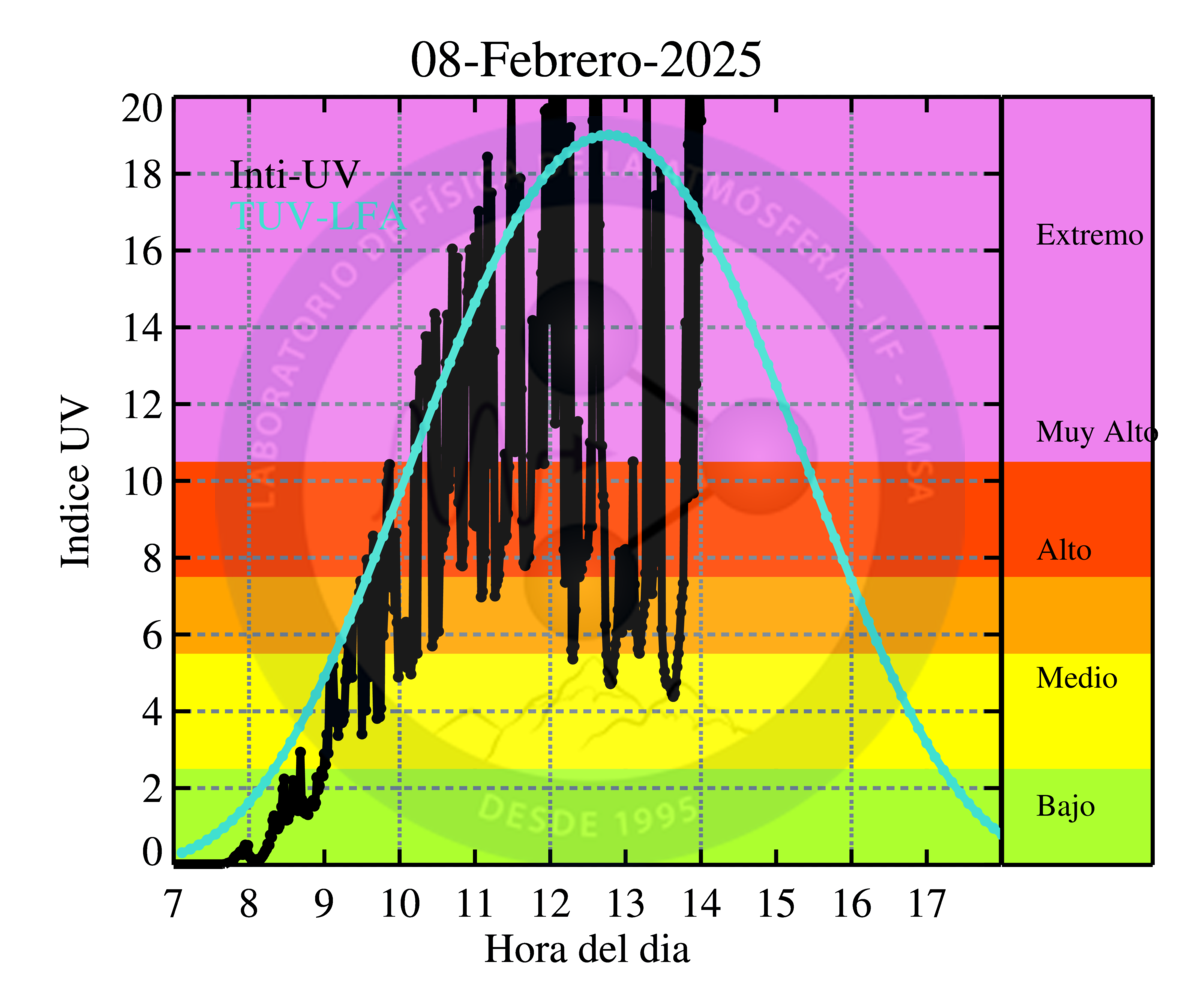 08-Febrero-2025
20
18
16
14
12
10
8
6
4
2
0
Indice UV
Inti-UV
TUV-LFA
LABORATORIO DE FÍSICA DE LA ATMÓSFERA - IIF - UMSA
DESDE 1995
Extremo
Muy Alto
Alto
Medio
Bajo
7 8 9 10 11 12 13 14 15 16 17
Hora del dia